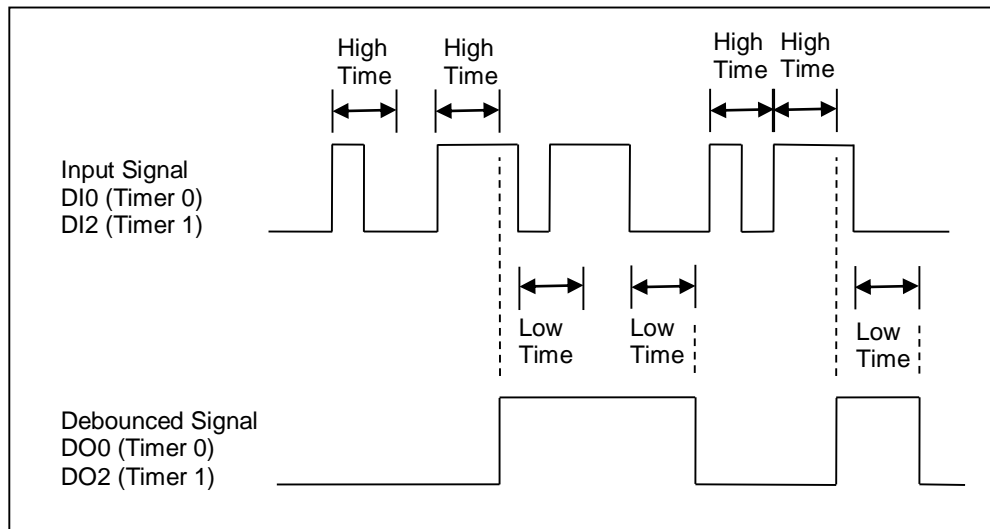 High
Time
High
Time
High
Time
High
Time
Input Signal
DI0 (Timer 0)
DI2 (Timer 1)
Low
Time
Low
Time
Low
Time
Debounced Signal
DO0 (Timer 0)
DO2 (Timer 1)